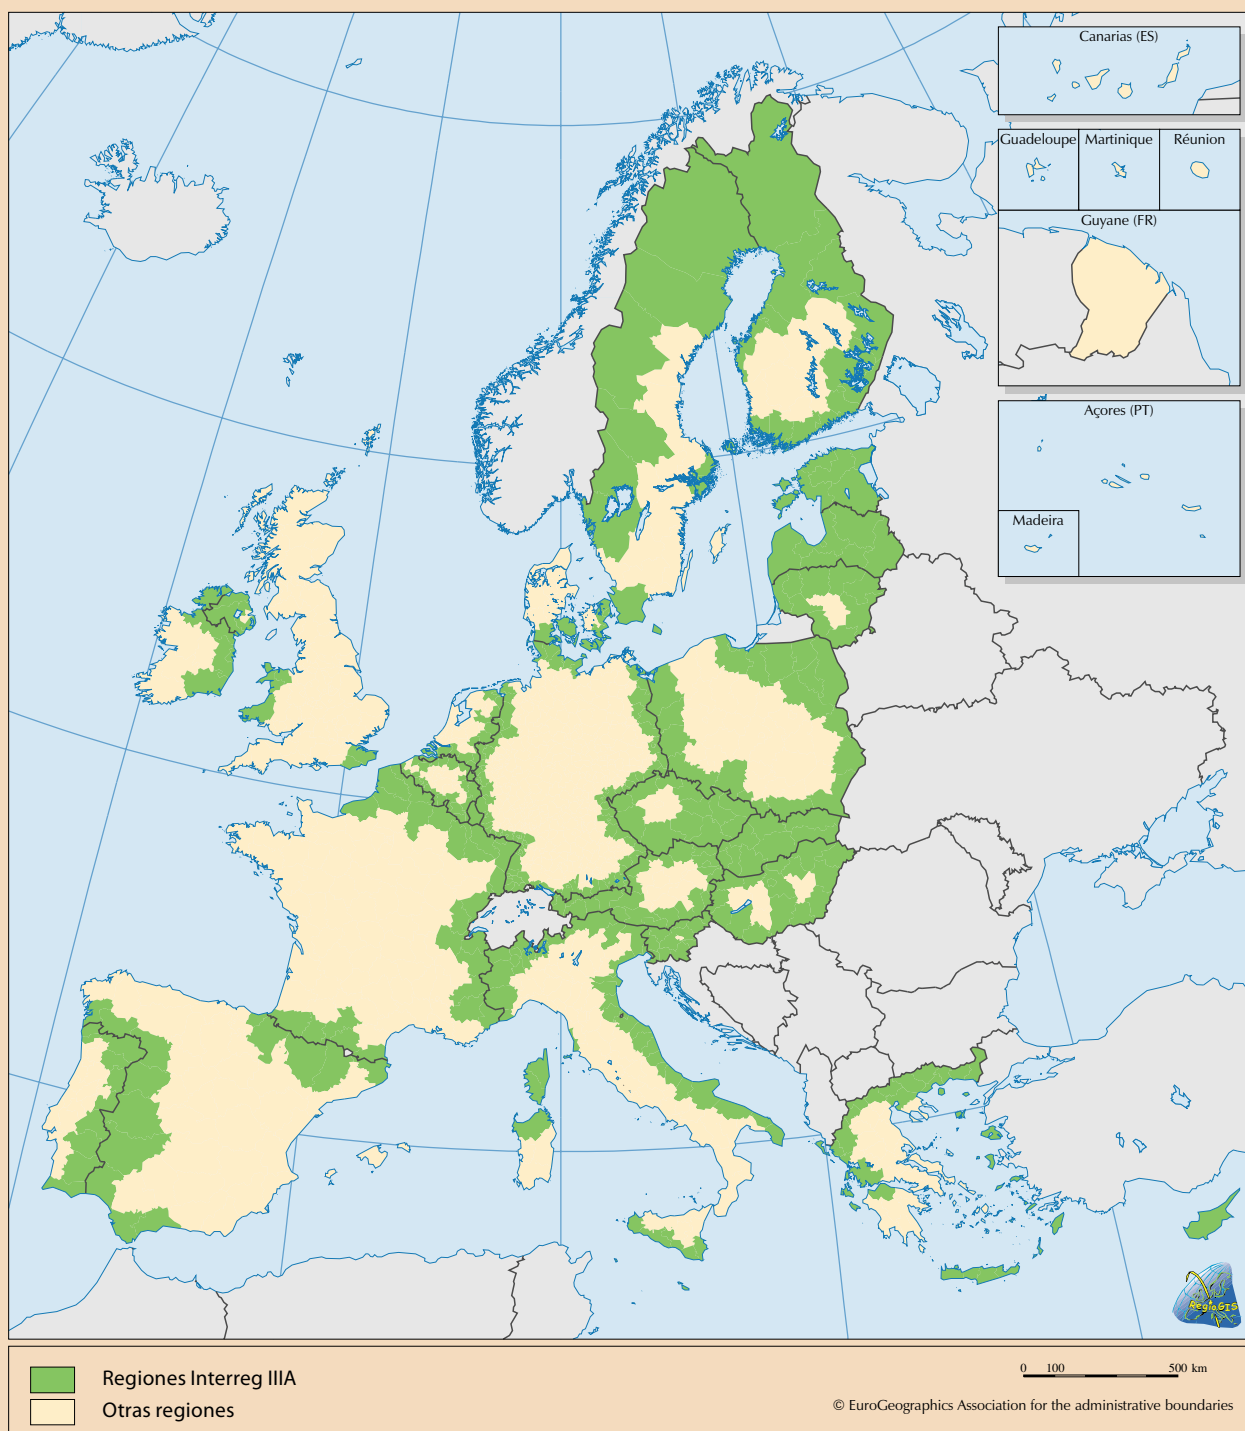 Canarias (ES)
Guadeloupe
Martinique
Réunion
Guyane (FR)
Açores (PT)
Madeira
RegioGIS
Regiones Interreg IIIA
Otras regiones
0 100 500 km
© EuroGeographics Association for the administrative boundaries